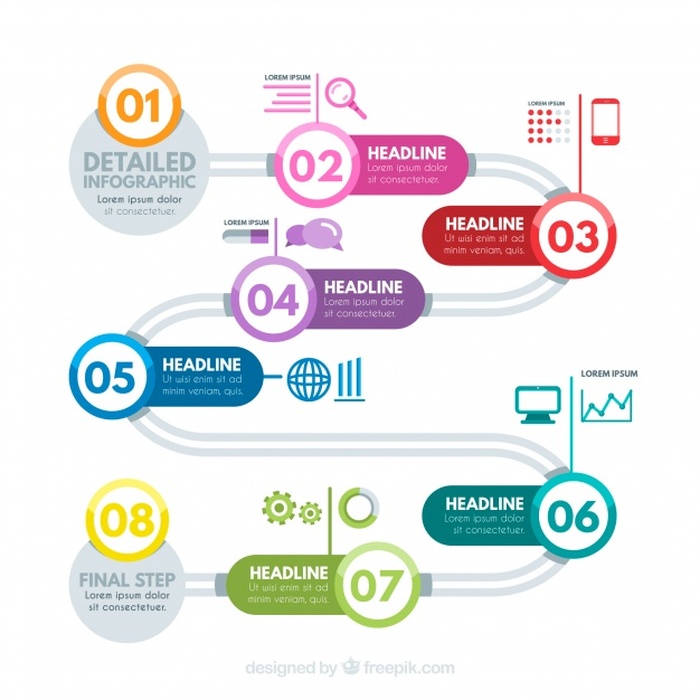 01
DETAILED
INFOGRAPHIC
Lorem ipsum dolor
sit consectetuer.
LOREM IPSUM
02
HEADLINE
Lorem ipsum dolor
sit consectetuer.
LOREM IPSUM
HEADLINE
Ut wisi enim sit ad
minim veniam, quis.
03
LOREM IPSUM
04
HEADLINE
Lorem ipsum dolor
sit consectetuer.
05
HEADLINE
Ut wisi enim sit ad
minim veniam, quis.
LOREM IPSUM
HEADLINE
Lorem ipsum dolor
sit consectetuer.
06
HEADLINE
Ut wisi enim sit ad
minim veniam, quis.
07
08
FINAL STEP
Lorem ipsum dolor
sit consectetuer.
designed by freepik.com